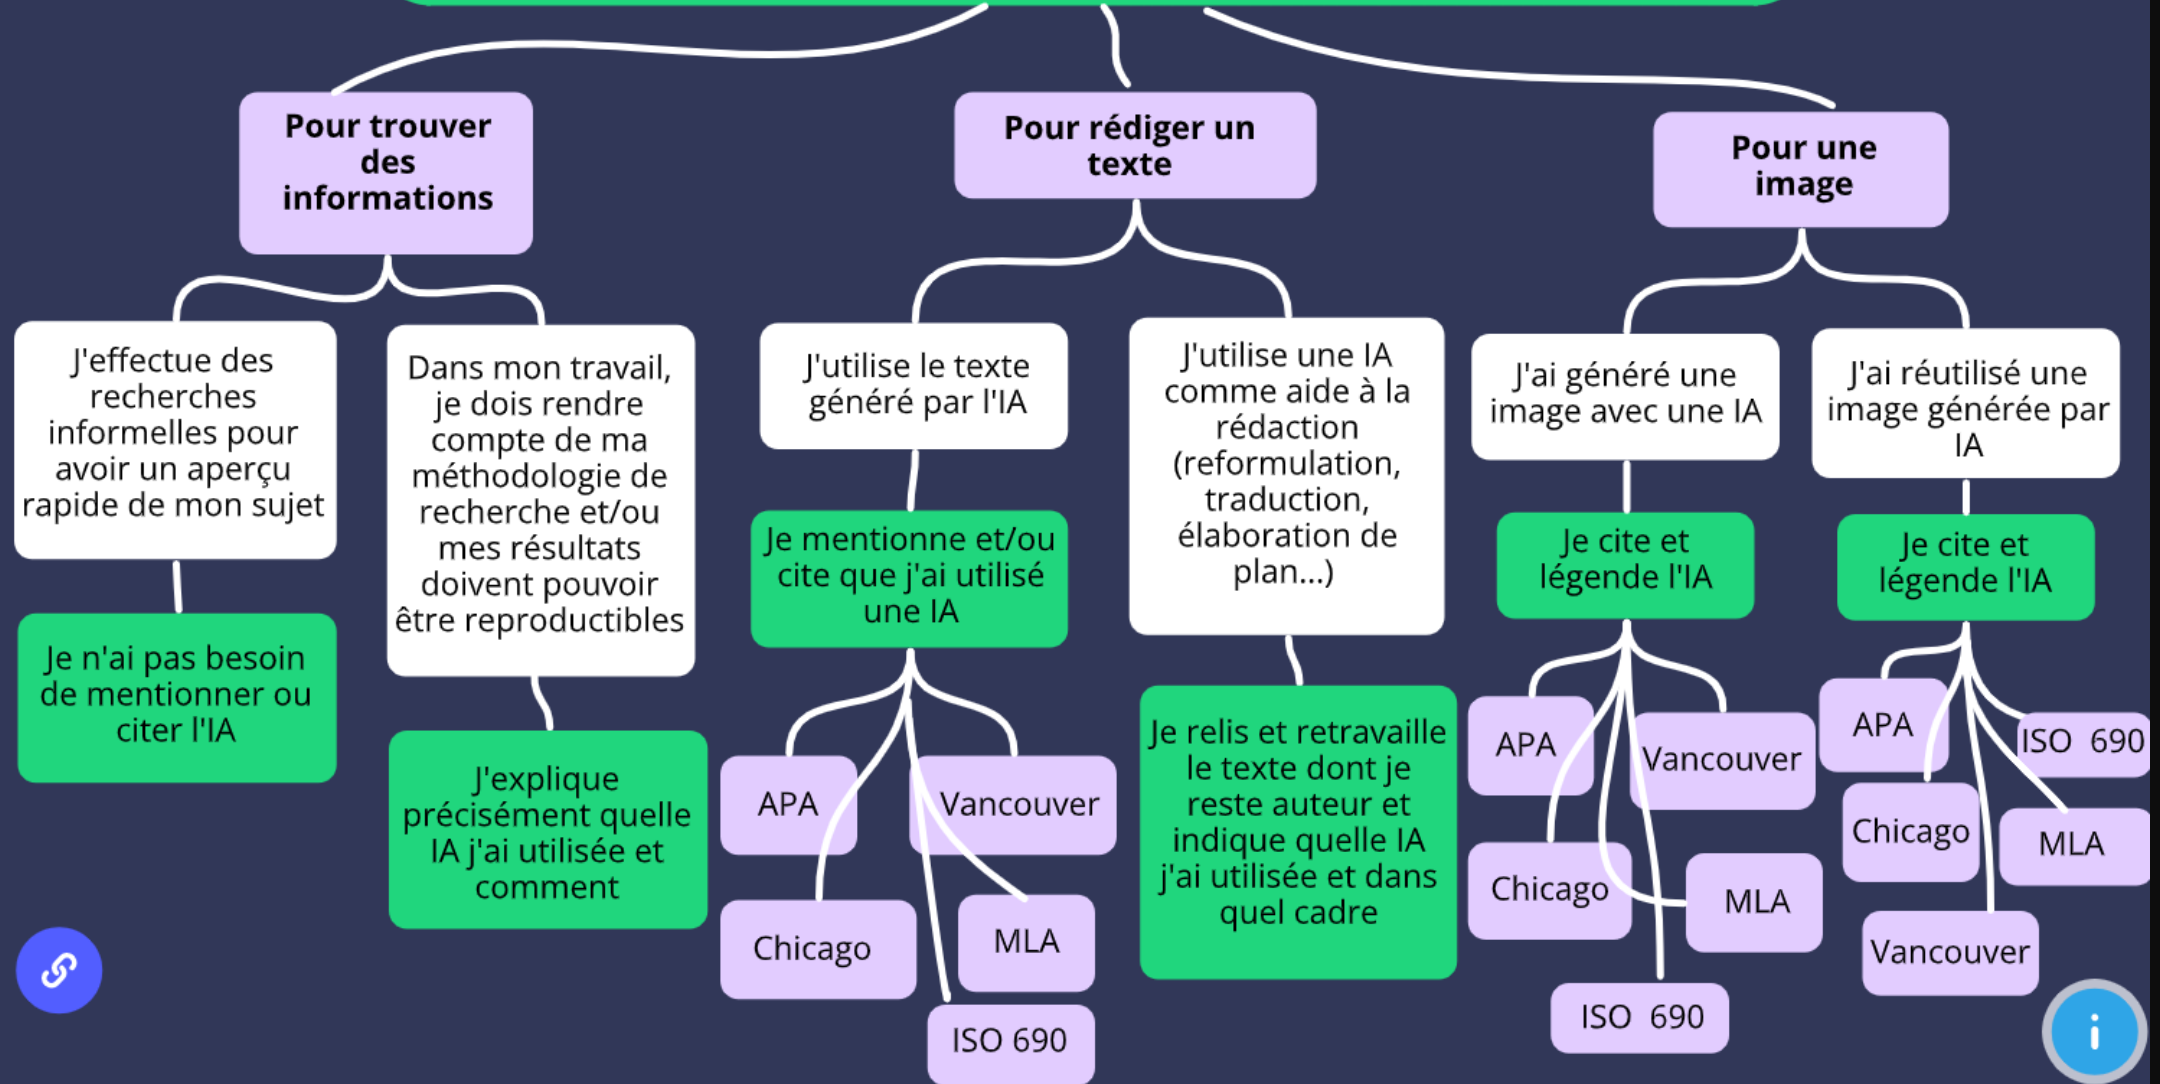 Pour trouver
des
informations
Pour rédiger un
texte
Pour une
image
J'effectue des
recherches
informelles pour
avoir un aperçu
rapide de mon sujet
Dans mon travail,
je dois rendre
compte de ma
méthodologie de
recherche et/ou
mes résultats
doivent pouvoir
être reproductibles
J'utilise le texte
généré par l'IA
J'utilise une IA
comme aide à la
rédaction
(reformulation,
traduction,
élaboration de
plan...)
J'ai généré une
image avec une IA
J'ai réutilisé une
image générée par
IA
Je n'ai pas besoin
de mentionner ou
citer l'IA
J'explique
précisément quelle
IA j'ai utilisée et
comment
Je mentionne et/ou
cite que j'ai utilisé
une IA
Je relis et retravaille
le texte dont je
reste auteur et
indique quelle IA
j'ai utilisée et dans
quel cadre
Je cite et
légende l'IA
Je cite et
légende l'IA
APA
Vancouver
Chicago
MLA
ISO 690
APA
Vancouver
Chicago
MLA
ISO 690
APA
ISO 690
Chicago
MLA
Vancouver